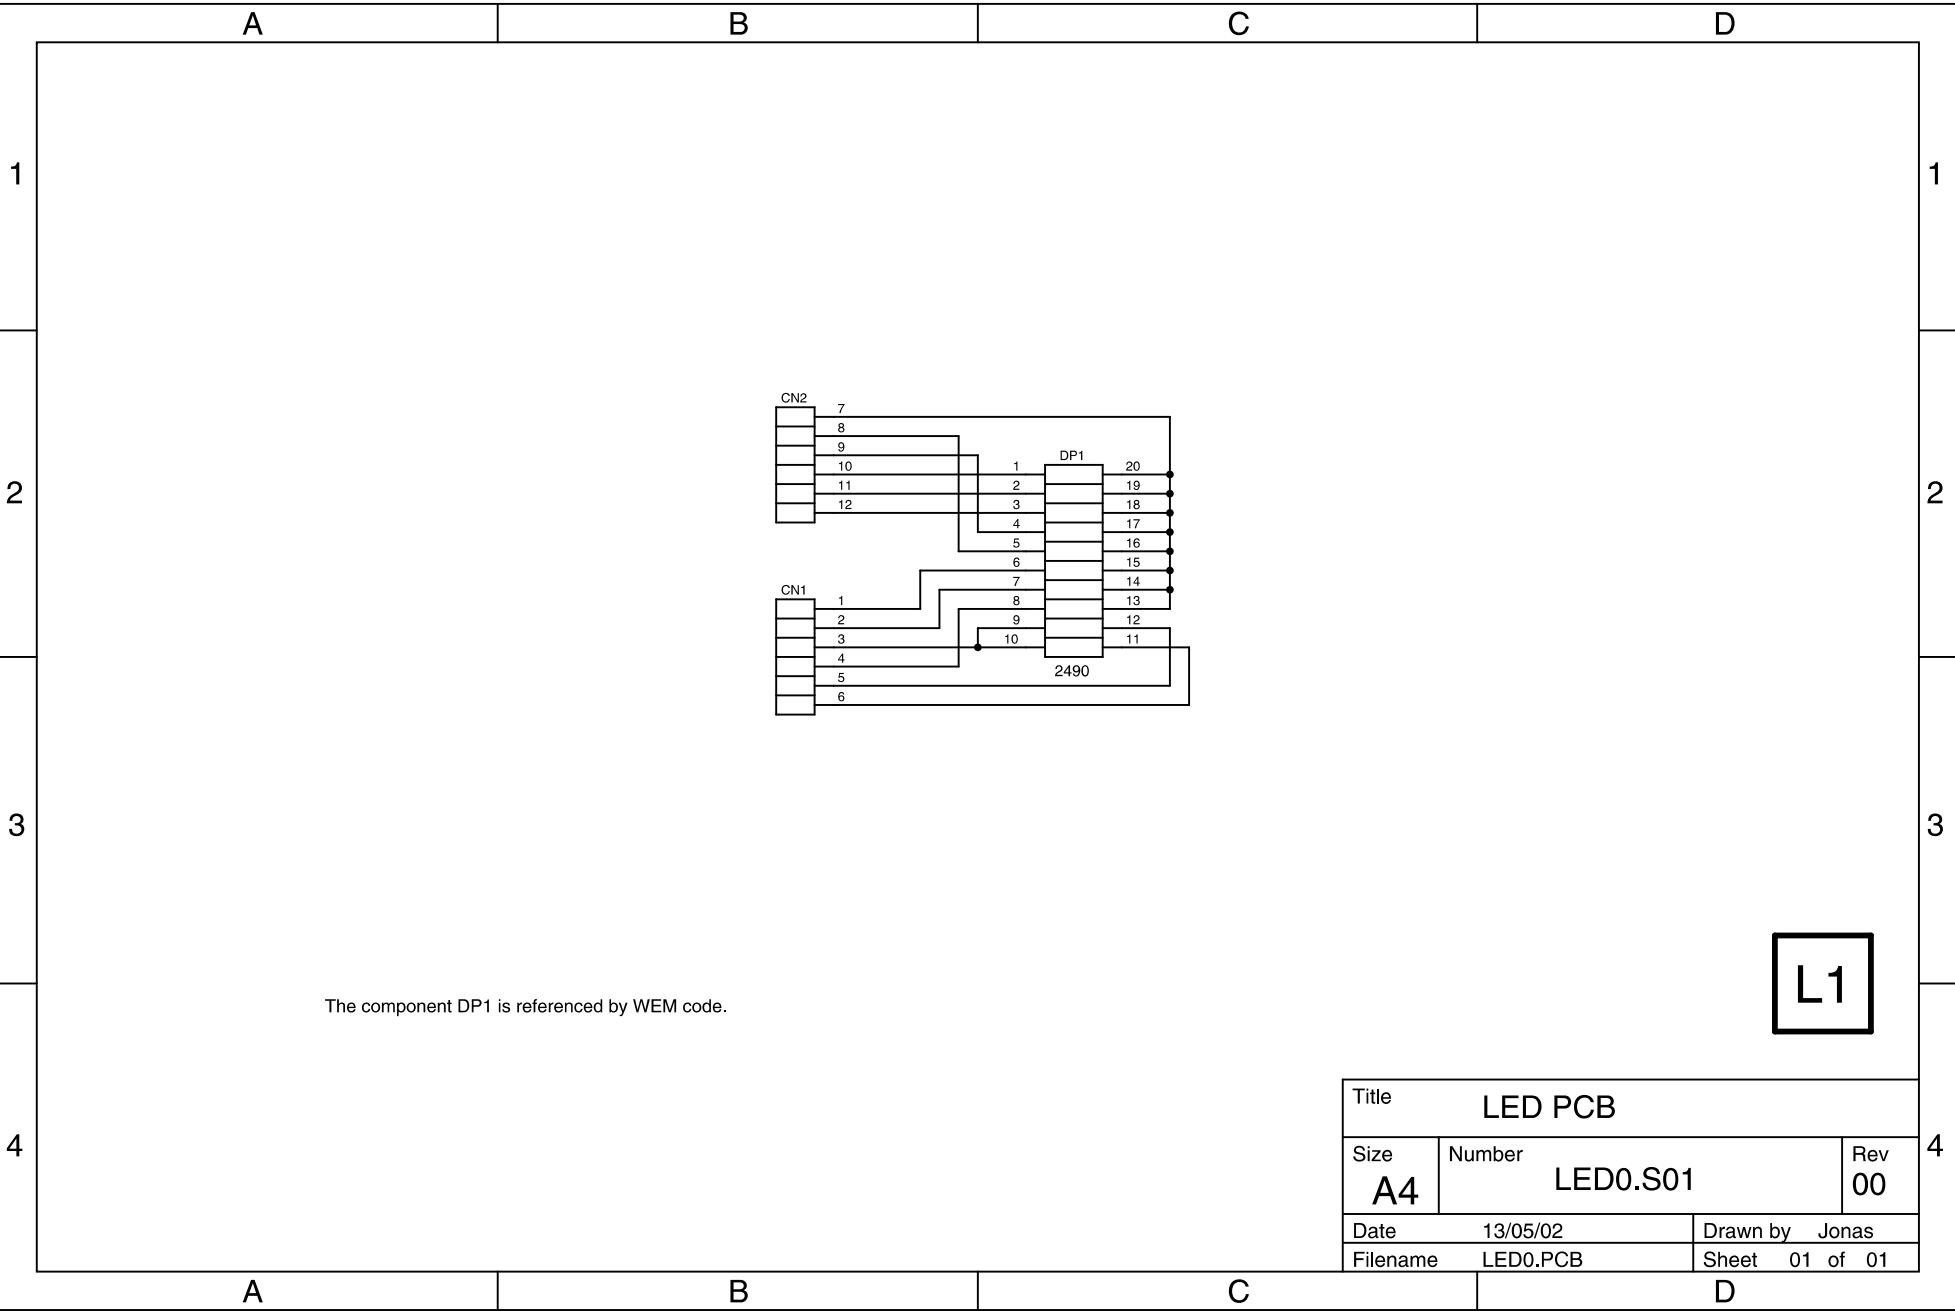 A B C D
1 1
CN2
7
8
9
10
11
12
DP1
1 20
2 19
3 18
4 17
5 16
6 15
7 14
8 13
9 12
10 11
2490
2 2
CN1
1
2
3
4
5
6
3 3
L1
The component DP1 is referenced by WEM code.
4 4
Title LED PCB
Size Number Rev
A4 LED0.S01 00
Date 13/05/02 Drawn by Jonas
Filename LED0.PCB Sheet 01 of 01
A B C D